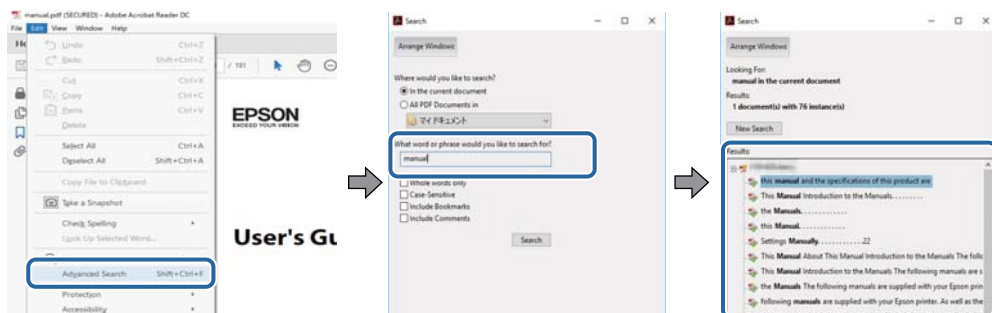 manual.pdf (SECURED) - Adobe Acrobat Reader DC
File Edit View Window Help
Undo Ctrl+Z
Redo Shift+Ctrl+Z
Cut Ctrl+X
Copy Ctrl+C
Paste Ctrl+V
Delete
Select All Ctrl+A
Deselect All Shift+Ctrl+A
Copy File to Clipboard
Take a Snapshot
Check Spelling
Look Up Selected Word...
Advanced Search Shift+Ctrl+F
Protection
Accessibility
/ 191
EPSON
EXCEED YOUR VISION
User's Gu
Search
Arrange Windows
Where would you like to search?
In the current document
All PDF Documents in
マイ ドキュメント
What word or phrase would you like to search for?
manual
Whole words only
Case-Sensitive
Include Bookmarks
Include Comments
Search
Search
Arrange Windows
Looking For:
manual in the current document
Results:
1 document(s) with 76 instance(s)
New Search
Results:
this manual and the specifications of this product are
This Manual Introduction to the Manuals. . . . . . . . .
the Manuals. . . . . . . . . . . . .
this Manual. . . . . . . . . . . . .
Settings Manually. . . . . . . . . . . . .22
This Manual About This Manual Introduction to the Manuals The follo
This Manual Introduction to the Manuals The following manuals are s
the Manuals The following manuals are supplied with your Epson prin
following manuals are supplied with your Epson printer. As well as the